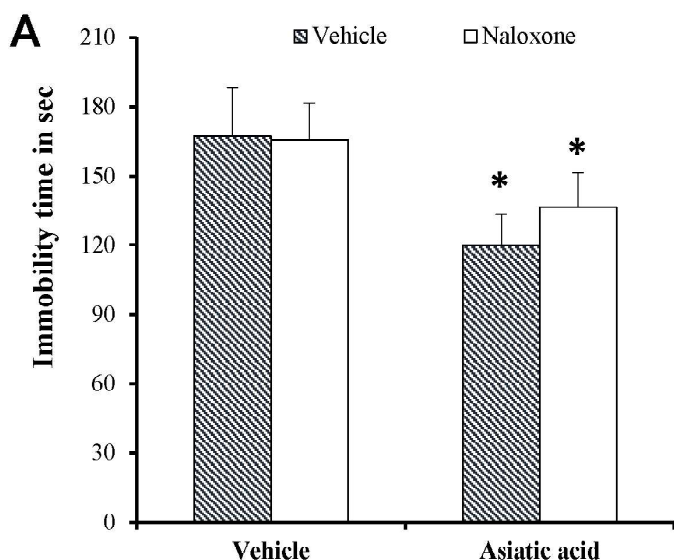 A
Vehicle
Naloxone
Immobility time in sec
210
180
150
120
90
60
30
0
*
*
Vehicle
Asiatic acid